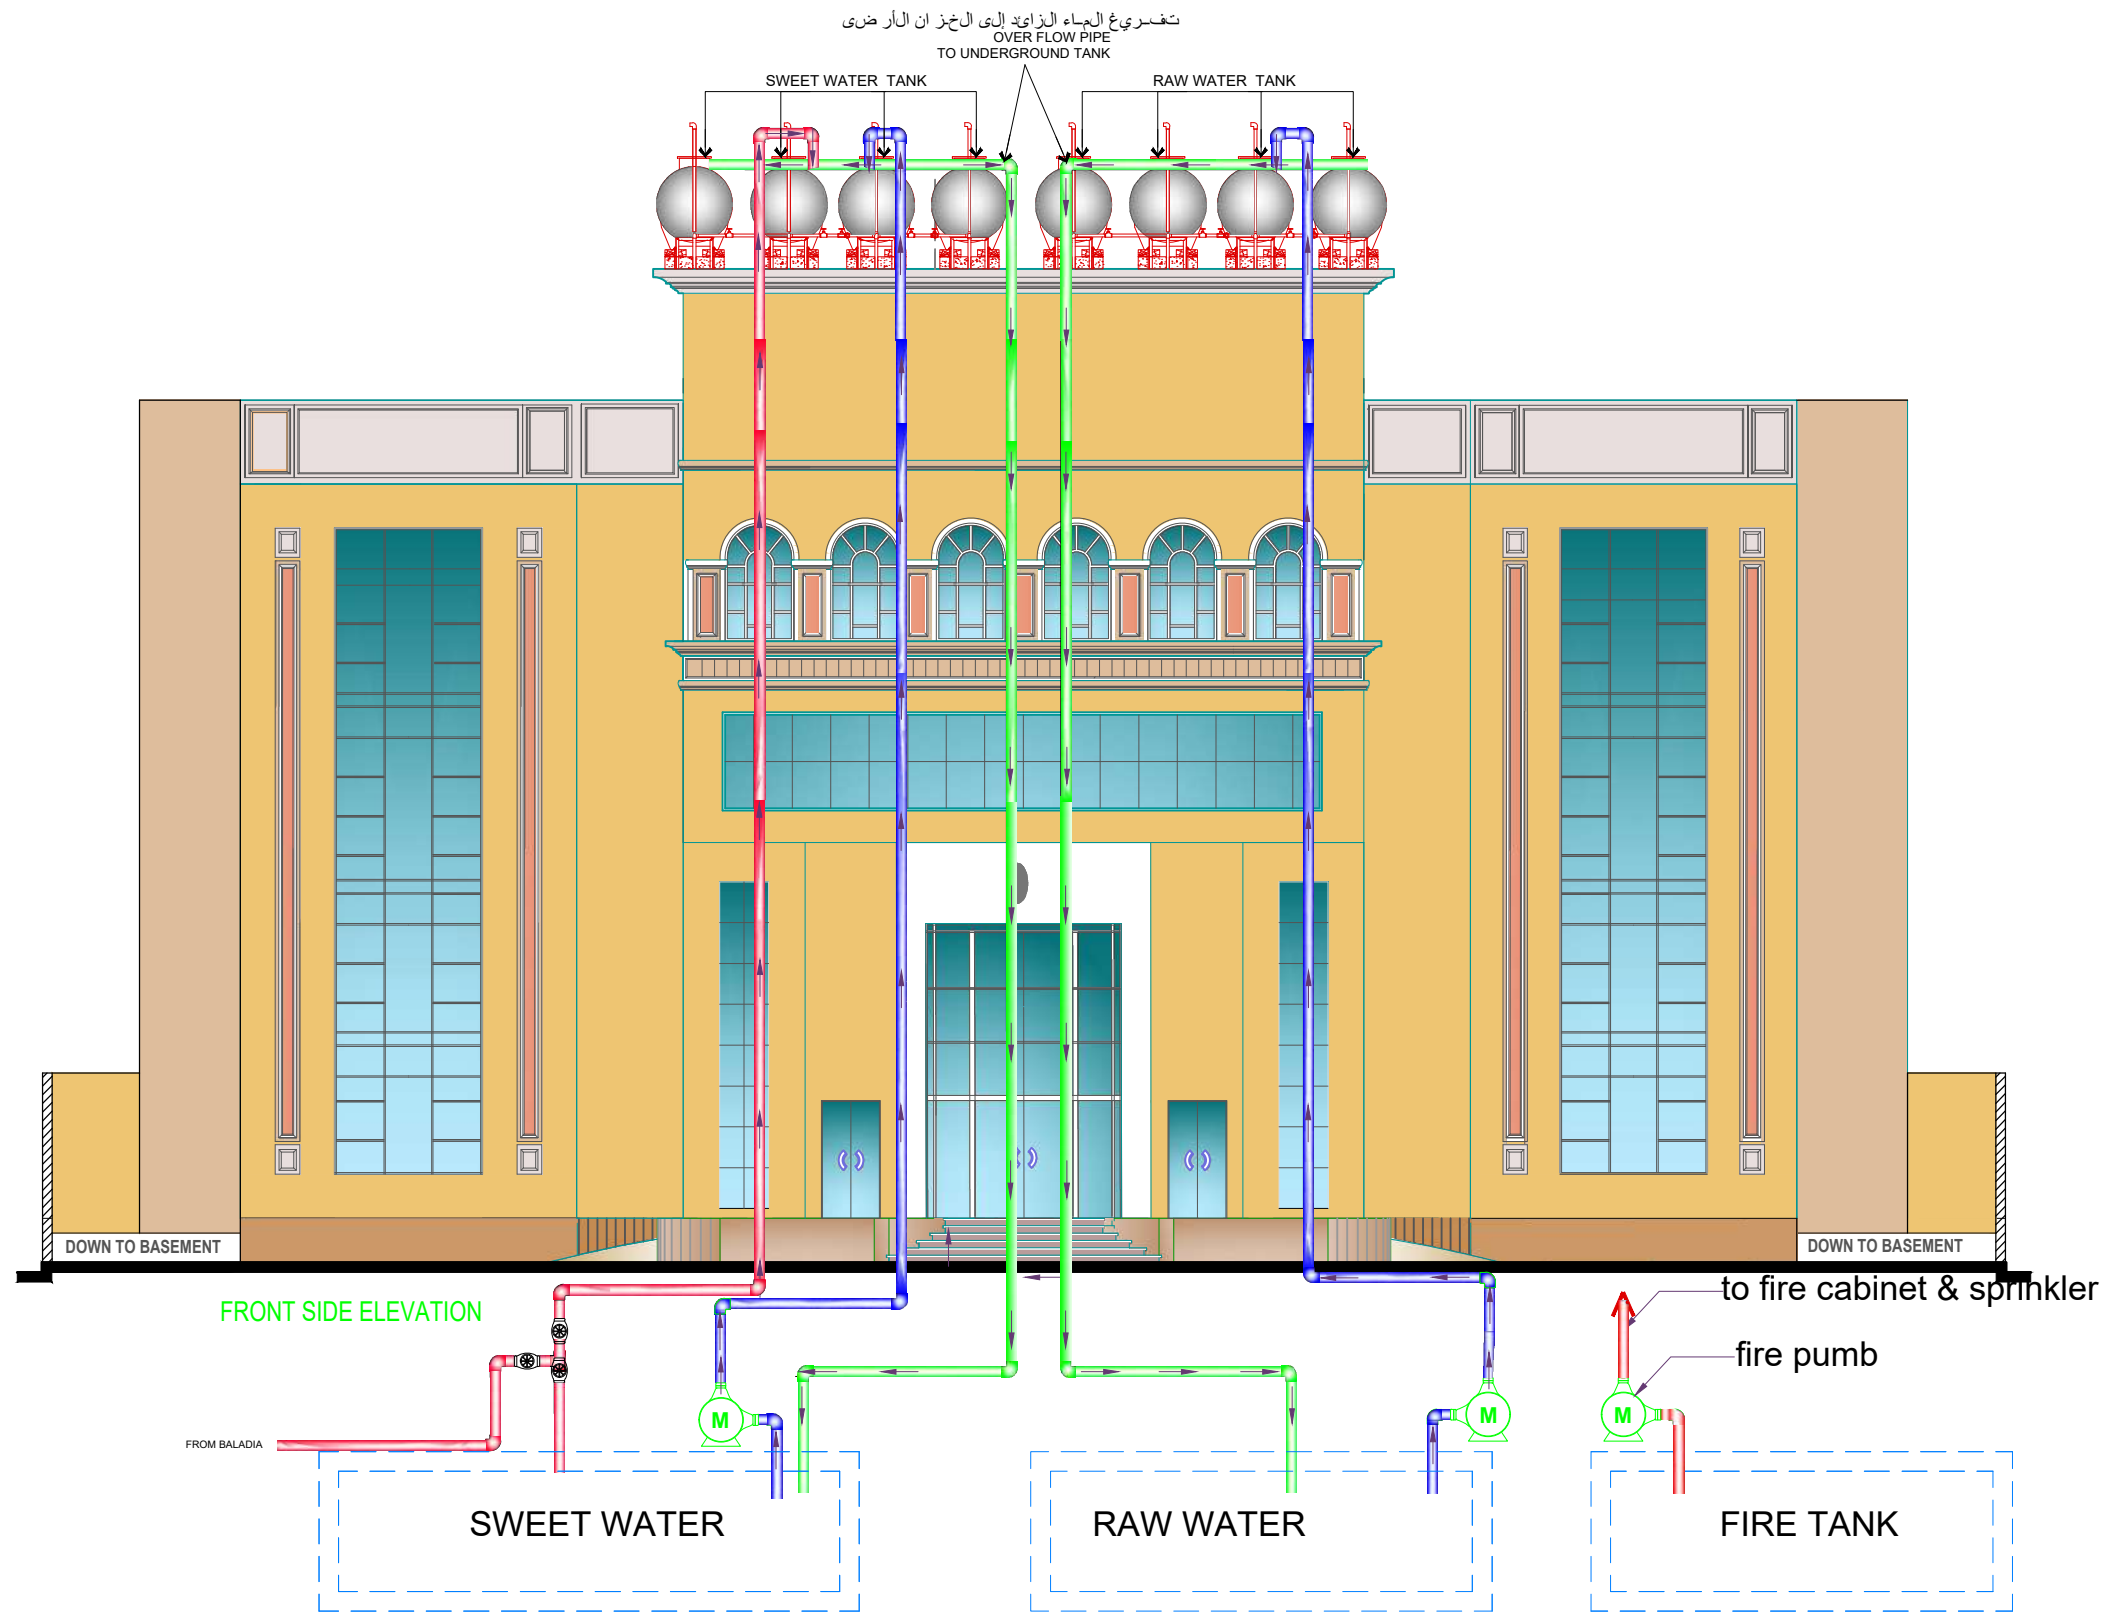 تفريغ الماء الزائد إلى الخزان الأرضى
OVER FLOW PIPE
TO UNDERGROUND TANK
SWEET WATER TANK
RAW WATER TANK
DOWN TO BASEMENT
DOWN TO BASEMENT
FRONT SIDE ELEVATION
to fire cabinet & sprinkler
fire pumb
M
M
M
FROM BALADIA
SWEET WATER
RAW WATER
FIRE TANK